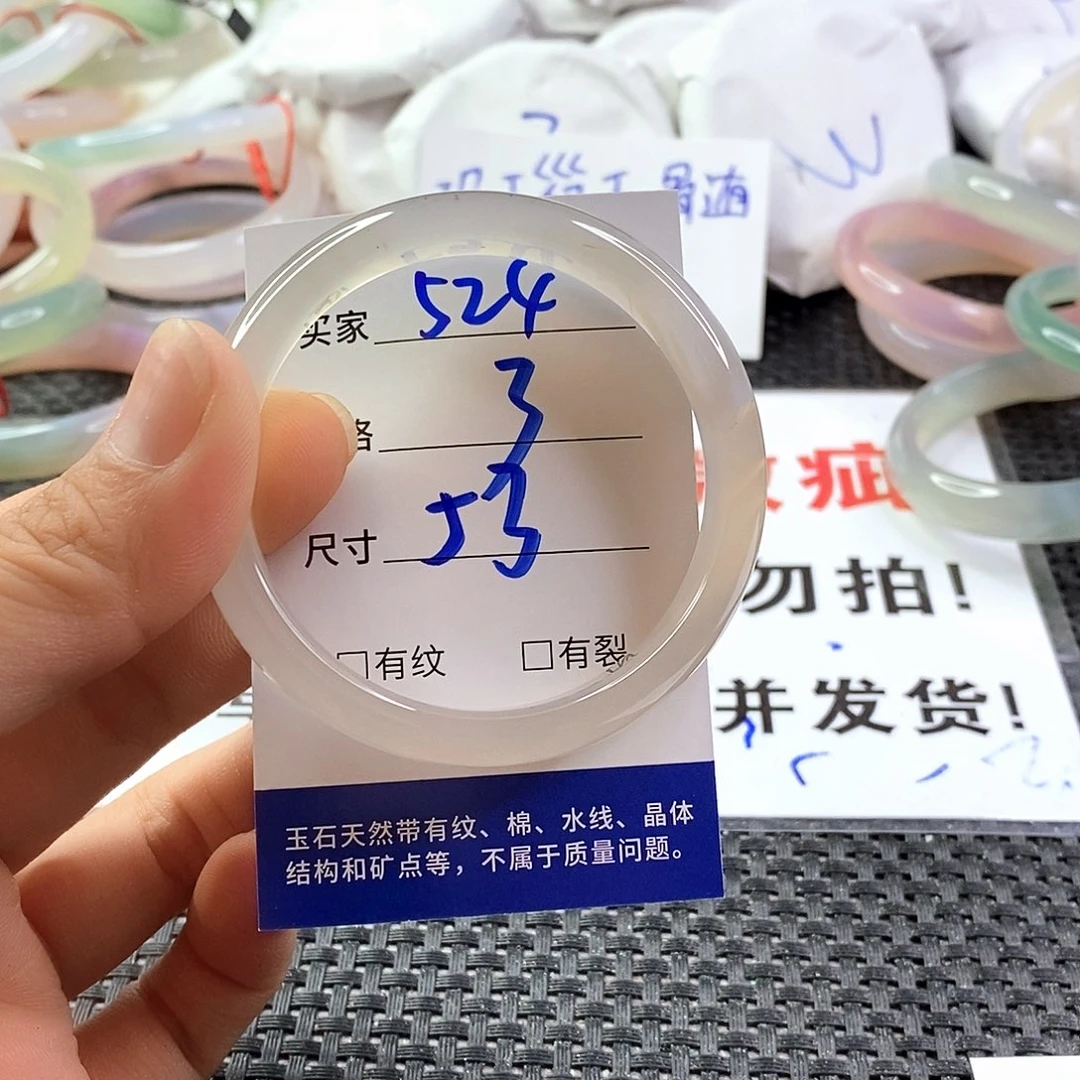 买家 524
格 3
尺寸 53
□有纹 □有裂
玉石天然带有纹、棉、水线、晶体
结构和矿点等，不属于质量问题。
疵
勿拍!
并发货!